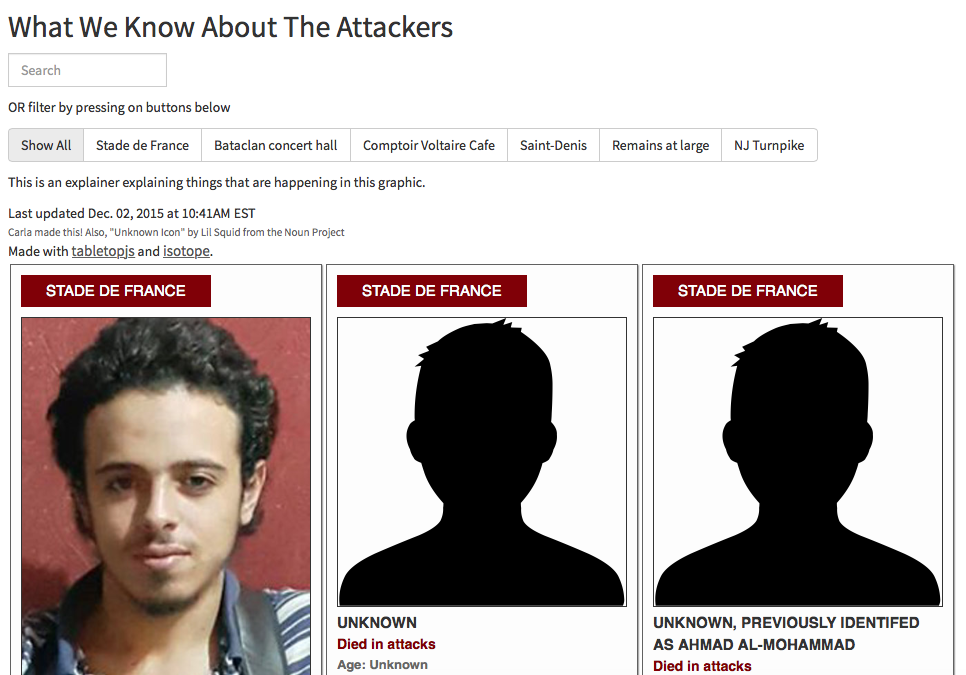 What We Know About The Attackers
Search
OR filter by pressing on buttons below
Show All Stade de France Bataclan concert hall Comptoir Voltaire Cafe Saint-Denis Remains at large NJ Turnpike
This is an explainer explaining things that are happening in this graphic.
Last updated Dec. 02, 2015 at 10:41AM EST
Carla made this! Also, "Unknown Icon" by Lil Squid from the Noun Project
Made with tabletopjs and isotope.
STADE DE FRANCE
STADE DE FRANCE
UNKNOWN
Died in attacks
Age: Unknown
STADE DE FRANCE
UNKNOWN, PREVIOUSLY IDENTIFED
AS AHMAD AL-MOHAMMAD
Died in attacks